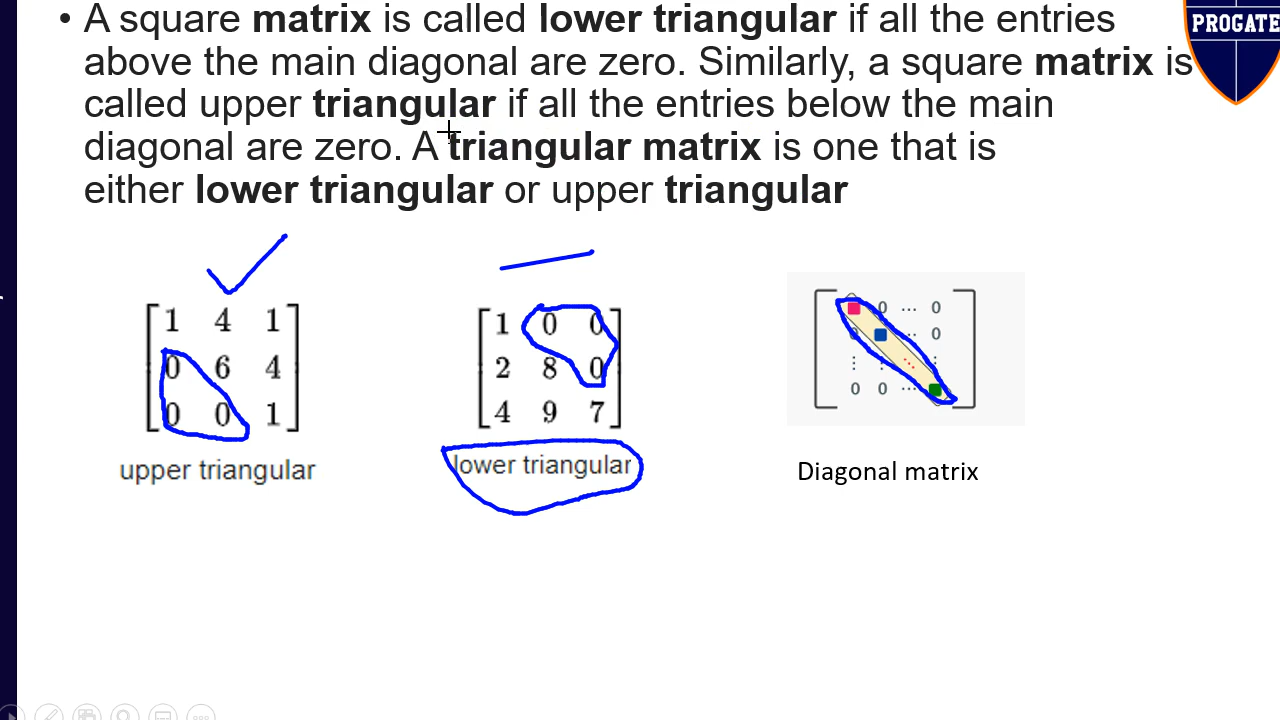 • A square matrix is called lower triangular if all the entries
above the main diagonal are zero. Similarly, a square matrix is
called upper triangular if all the entries below the main
diagonal are zero. A triangular matrix is one that is
either lower triangular or upper triangular
PROGATE
1 4 1
0 6 4
0 0 1
upper triangular
1 0 0
2 8 0
4 9 7
lower triangular
0 ... 0
0 ·· 0
⋮ ⋮ ⋮
0 0 ...
Diagonal matrix